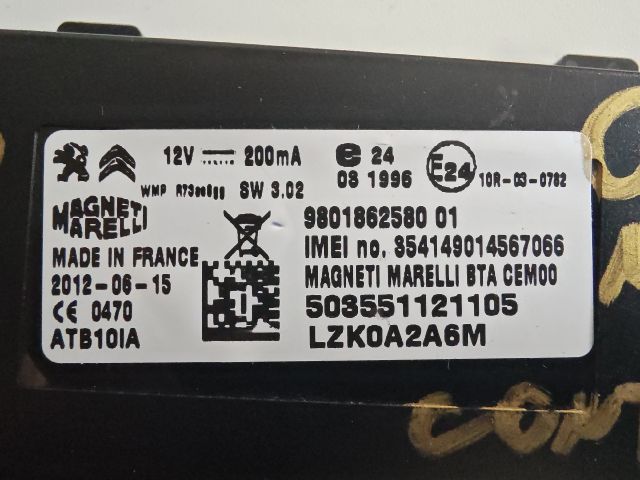 12V 200mA e 24 E24
03 1996 10R-03-0782
WMP SW 3.02
MAGNETI 9801862580 01
MARELLI IMEI no. 354149014567066
MADE IN FRANCE MAGNETI MARELLI BTA CEM00
2012-06-15 503551121105
CE 0470 LZK0A2A6M
ATB10IA